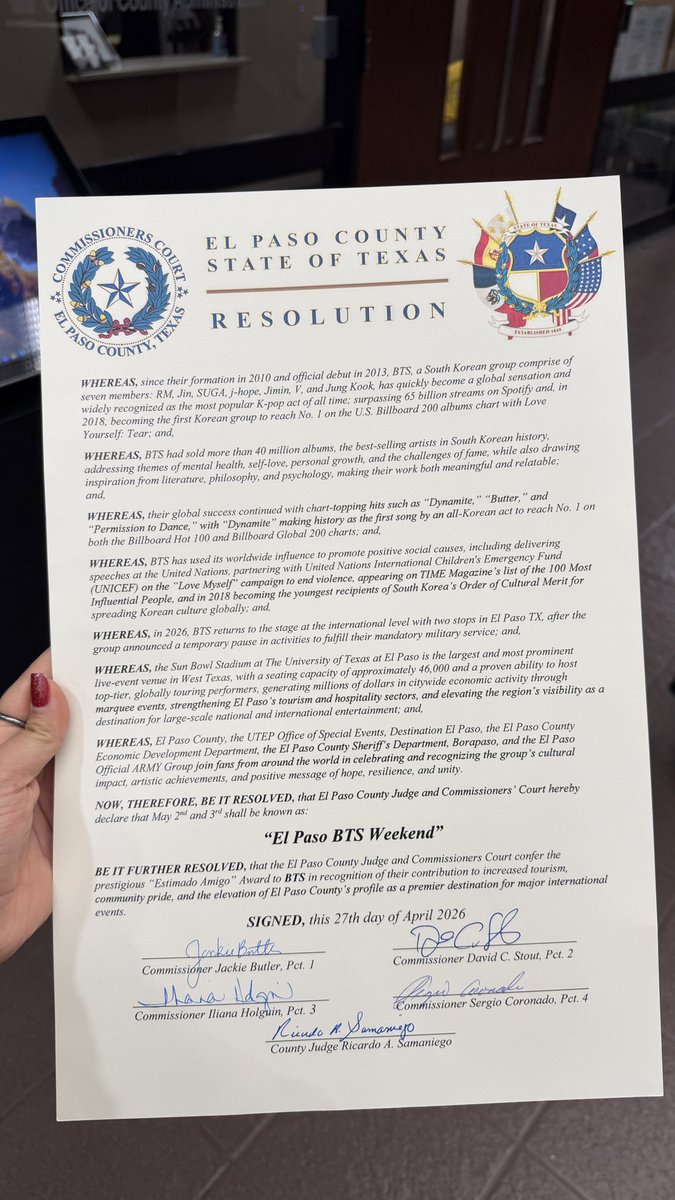 Office of County Administrat
COMMISSIONERS COURT
EL PASO COUNTY, TEXAS
EL PASO COUNTY
STATE OF TEXAS
RESOLUTION
STATE OF TEXAS
ESTABLISHED
WHEREAS, since their formation in 2010 and official debut in 2013, BTS, a South Korean group comprise of
seven members: RM, Jin, SUGA, j-hope, Jimin, V, and Jung Kook, has quickly become a global sensation and
widely recognized as the most popular K-pop act of all time; surpassing 65 billion streams on Spotify and, in
2018, becoming the first Korean group to reach No. 1 on the U.S. Billboard 200 albums chart with Love
Yourself: Tear; and,
WHEREAS, BTS had sold more than 40 million albums, the best-selling artists in South Korean history,
addressing themes of mental health, self-love, personal growth, and the challenges of fame, while also drawing
inspiration from literature, philosophy, and psychology, making their work both meaningful and relatable;
and,
WHEREAS, their global success continued with chart-topping hits such as “Dynamite,” “Butter,” and
“Permission to Dance,” with “Dynamite” making history as the first song by an all-Korean act to reach No. 1 on
both the Billboard Hot 100 and Billboard Global 200 charts; and,
WHEREAS, BTS has used its worldwide influence to promote positive social causes, including delivering
speeches at the United Nations, partnering with United Nations International Children's Emergency Fund
(UNICEF) on the “Love Myself” campaign to end violence, appearing on TIME Magazine’s list of the 100 Most
Influential People, and in 2018 becoming the youngest recipients of South Korea’s Order of Cultural Merit for
spreading Korean culture globally; and,
WHEREAS, in 2026, BTS returns to the stage at the international level with two stops in El Paso TX, after the
group announced a temporary pause in activities to fulfill their mandatory military service; and,
WHEREAS, the Sun Bowl Stadium at The University of Texas at El Paso is the largest and most prominent
live-event venue in West Texas, with a seating capacity of approximately 46,000 and a proven ability to host
top-tier, globally touring performers, generating millions of dollars in citywide economic activity through
marquee events, strengthening El Paso’s tourism and hospitality sectors, and elevating the region’s visibility as a
destination for large-scale national and international entertainment; and,
WHEREAS, El Paso County, the UTEP Office of Special Events, Destination El Paso, the El Paso County
Economic Development Department, the El Paso County Sheriff’s Department, Borapaso, and the El Paso
Official ARMY Group join fans from around the world in celebrating and recognizing the group’s cultural
impact, artistic achievements, and positive message of hope, resilience, and unity.
NOW, THEREFORE, BE IT RESOLVED, that El Paso County Judge and Commissioners’ Court hereby
declare that May 2nd and 3rd shall be known as:
“El Paso BTS Weekend”
BE IT FURTHER RESOLVED, that the El Paso County Judge and Commissioners Court confer the
prestigious “Estimado Amigo” Award to BTS in recognition of their contribution to increased tourism,
community pride, and the elevation of El Paso County’s profile as a premier destination for major international
events.
SIGNED, this 27th day of April 2026
Jackie Butler
Commissioner Jackie Butler, Pct. 1
Commissioner David C. Stout, Pct. 2
Iliana Holguin
Commissioner Iliana Holguin, Pct. 3
Sergio Coronado
Commissioner Sergio Coronado, Pct. 4
Ricardo A. Samaniego
County Judge Ricardo A. Samaniego